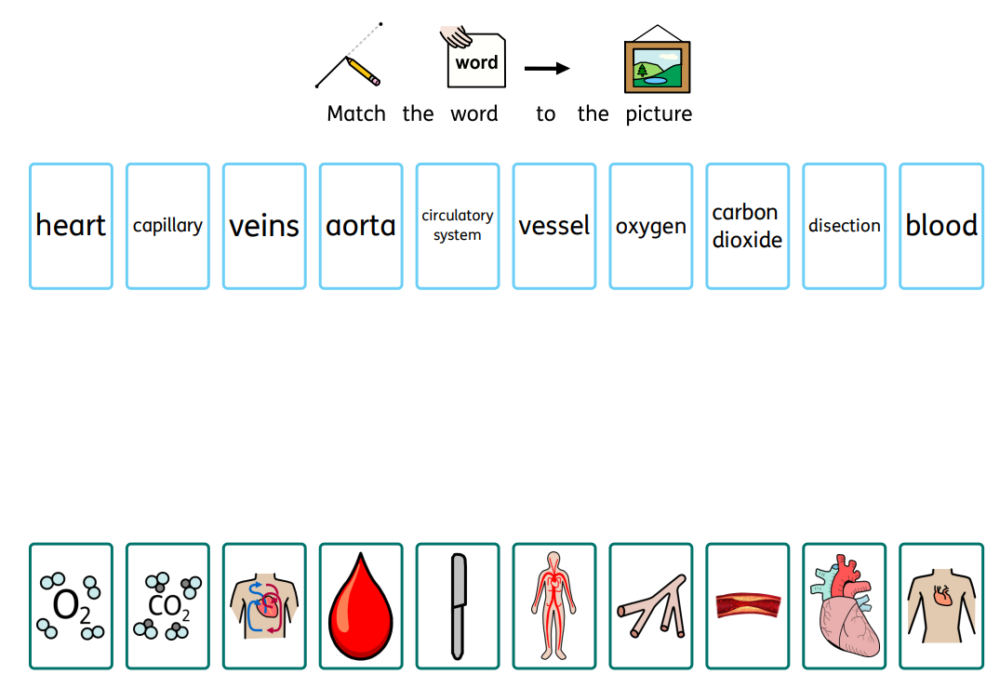 word
Match the word to the picture
heart
capillary
veins
aorta
circulatory
system
vessel
oxygen
carbon
dioxide
disection
blood
O₂
CO₂